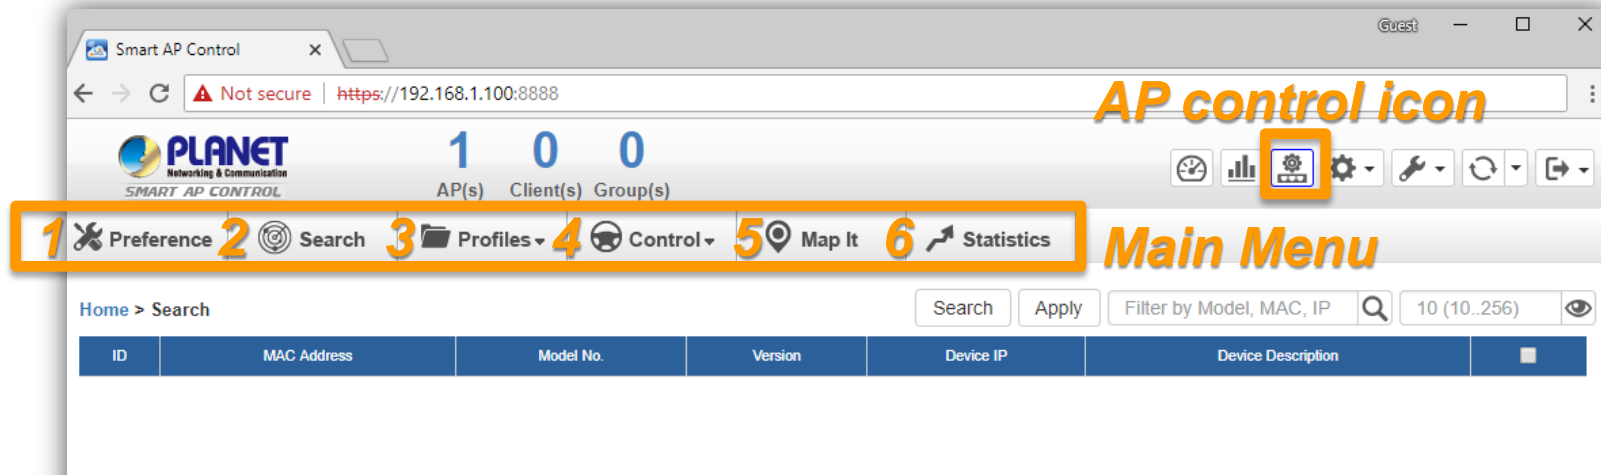 Guest
Smart AP Control
Not secure | https://192.168.1.100:8888
AP control icon
PLANET
Networking & Communication
SMART AP CONTROL
1 0 0
AP(s) Client(s) Group(s)
1 Preference 2 Search 3 Profiles 4 Control 5 Map It 6 Statistics
Main Menu
Home > Search
Search Apply Filter by Model, MAC, IP 10 (10..256)
ID MAC Address Model No. Version Device IP Device Description